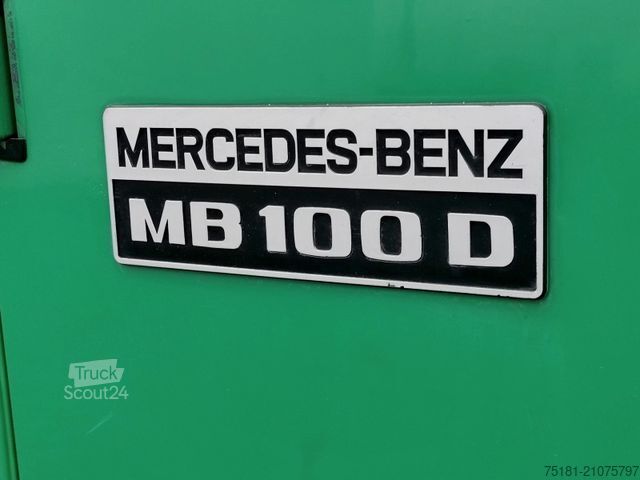 MERCEDES-BENZ
MB 100 D
Truck
Scout24
75181-21075797